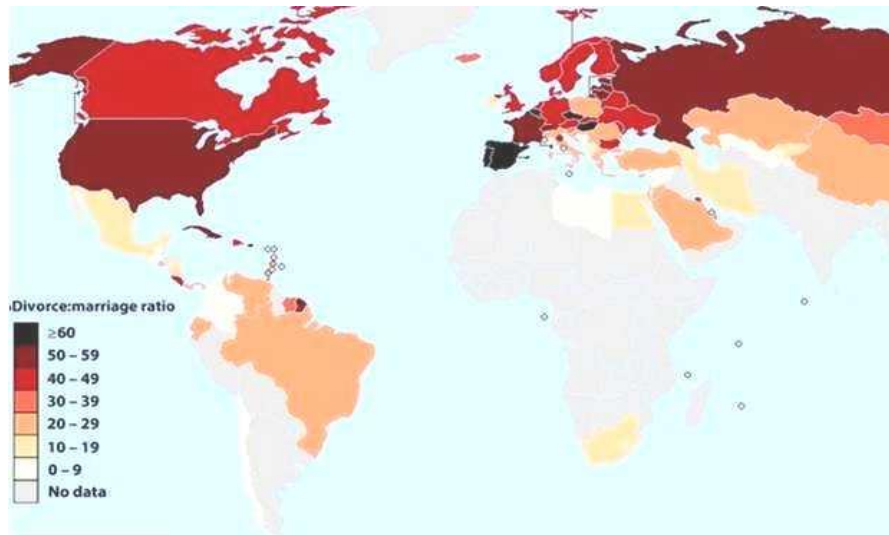 Divorce:marriage ratio
≥60
50 – 59
40 – 49
30 – 39
20 – 29
10 – 19
0 – 9
No data